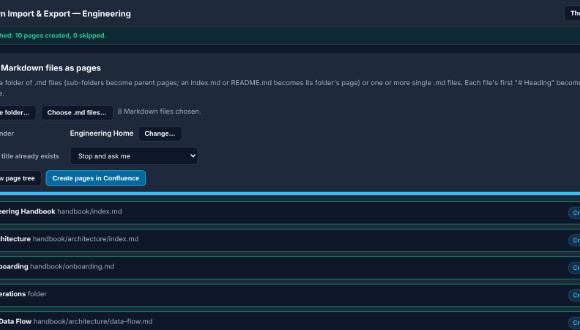 n Import & Export — Engineering
The
hed: 10 pages created, 0 skipped.
Markdown files as pages
a folder of .md files (sub-folders become parent pages; an index.md or README.md becomes its folder's page) or one or more single .md files. Each file's first "# Heading" becom
e.
e folder... Choose .md files... 8 Markdown files chosen.
nder Engineering Home Change...
title already exists Stop and ask me
w page tree Create pages in Confluence
eering Handbook handbook/index.md Cr
hitecture handbook/architecture/index.md Cr
boarding handbook/onboarding.md Cr
erations folder Cr
Data Flow handbook/architecture/data-flow.md Cr